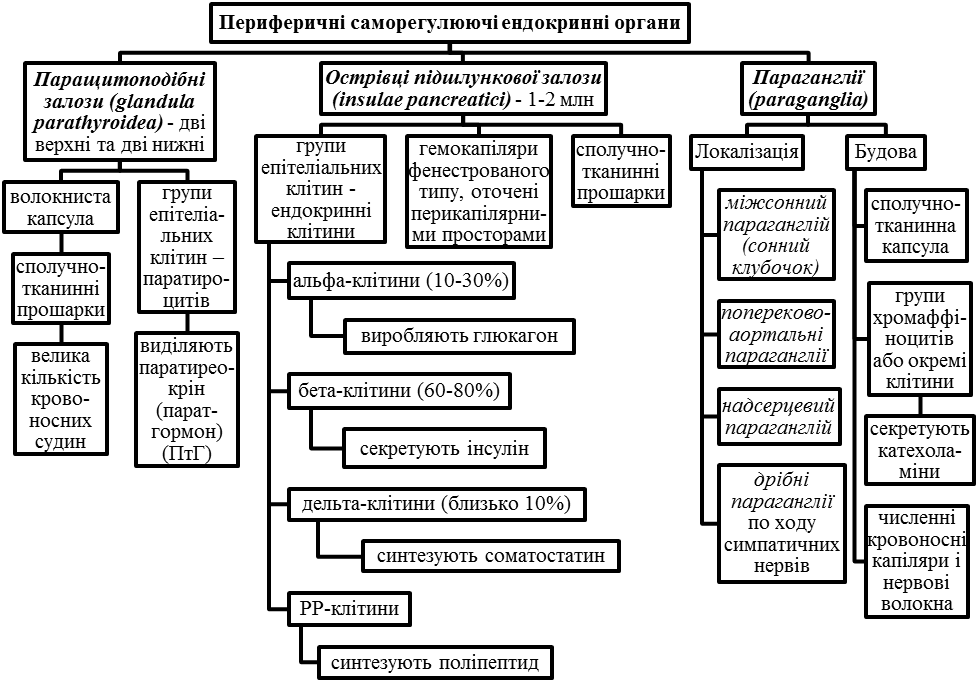 Периферичні саморегулюючі ендокринні органи
Паращитоподібні
залози (glandula
parathyroidea) - дві
верхні та дві нижні
волокниста
капсула
сполучно-
тканинні
прошарки
велика
кількість
крово-
носних
судин
групи
епітеліа-
льних
клітин –
паратиро-
цитів
виділяють
паратирео-
крін
(парат-
гормон)
(ПтГ)
Острівці підшлункової залози
(insulae pancreatici) - 1-2 млн
групи
епітеліальних
клітин -
ендокринні
клітини
альфа-клітини (10-30%)
виробляють глюкагон
бета-клітини (60-80%)
секретують інсулін
дельта-клітини (близько 10%)
синтезують соматостатин
PP-клітини
синтезують поліпептид
гемокапіляри
фенестрованого
типу, оточені
перикапілярни-
ми просторами
сполучно-
тканинні
прошарки
Параганглії
(paraganglia)
Локалізація
міжсонний
параганглій
(сонний
клубочок)
попереково-
аортальні
параганглії
надсерцевий
параганглій
дрібні
параганглії
по ходу
симпатичних
нервів
Будова
сполучно-
тканинна
капсула
групи
хромаффі-
ноцитів
або окремі
клітини
секретують
катехола-
міни
численні
кровоносні
капіляри і
нервові
волокна